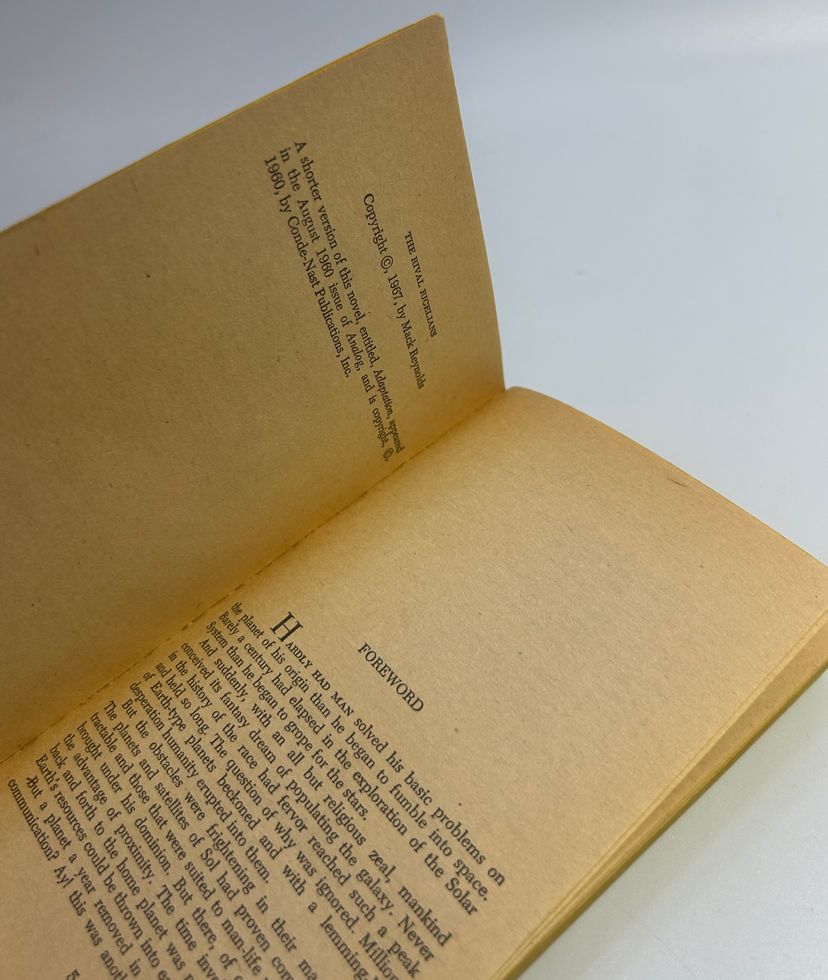 THE RIVAL RIGELIANS
Copyright ©, 1967, by Mack Reynolds
A shorter version of this novel, entitled, Adaptation, appeared
in the August 1960 issue of Analog, and is copyright, ©,
1960, by Conde-Nast Publications, Inc.
FOREWORD
HARDLY HAD MAN solved his basic problems on
the planet of his origin than he began to fumble into space.
Barely a century had elapsed in the exploration of the Solar
System than he began to grope for the stars.
And suddenly, with an all but religious zeal, mankind
conceived its fantasy dream of populating the galaxy. Never
in the history of the race had fervor reached such a peak
and held so long. The question of why was ignored.
of Earth-type planets beckoned and with a
desperation humanity erupted into them.
But the obstacles were frightening in their
The planets and satellites of Sol had proven
tractable and those that were suited to man-life
brought under his dominion. But there, of
the advantage of proximity. The time
back and forth to the home planet was
Earth's resources could be thrown into
But a planet a year removed in
communication? Ay! this was
5